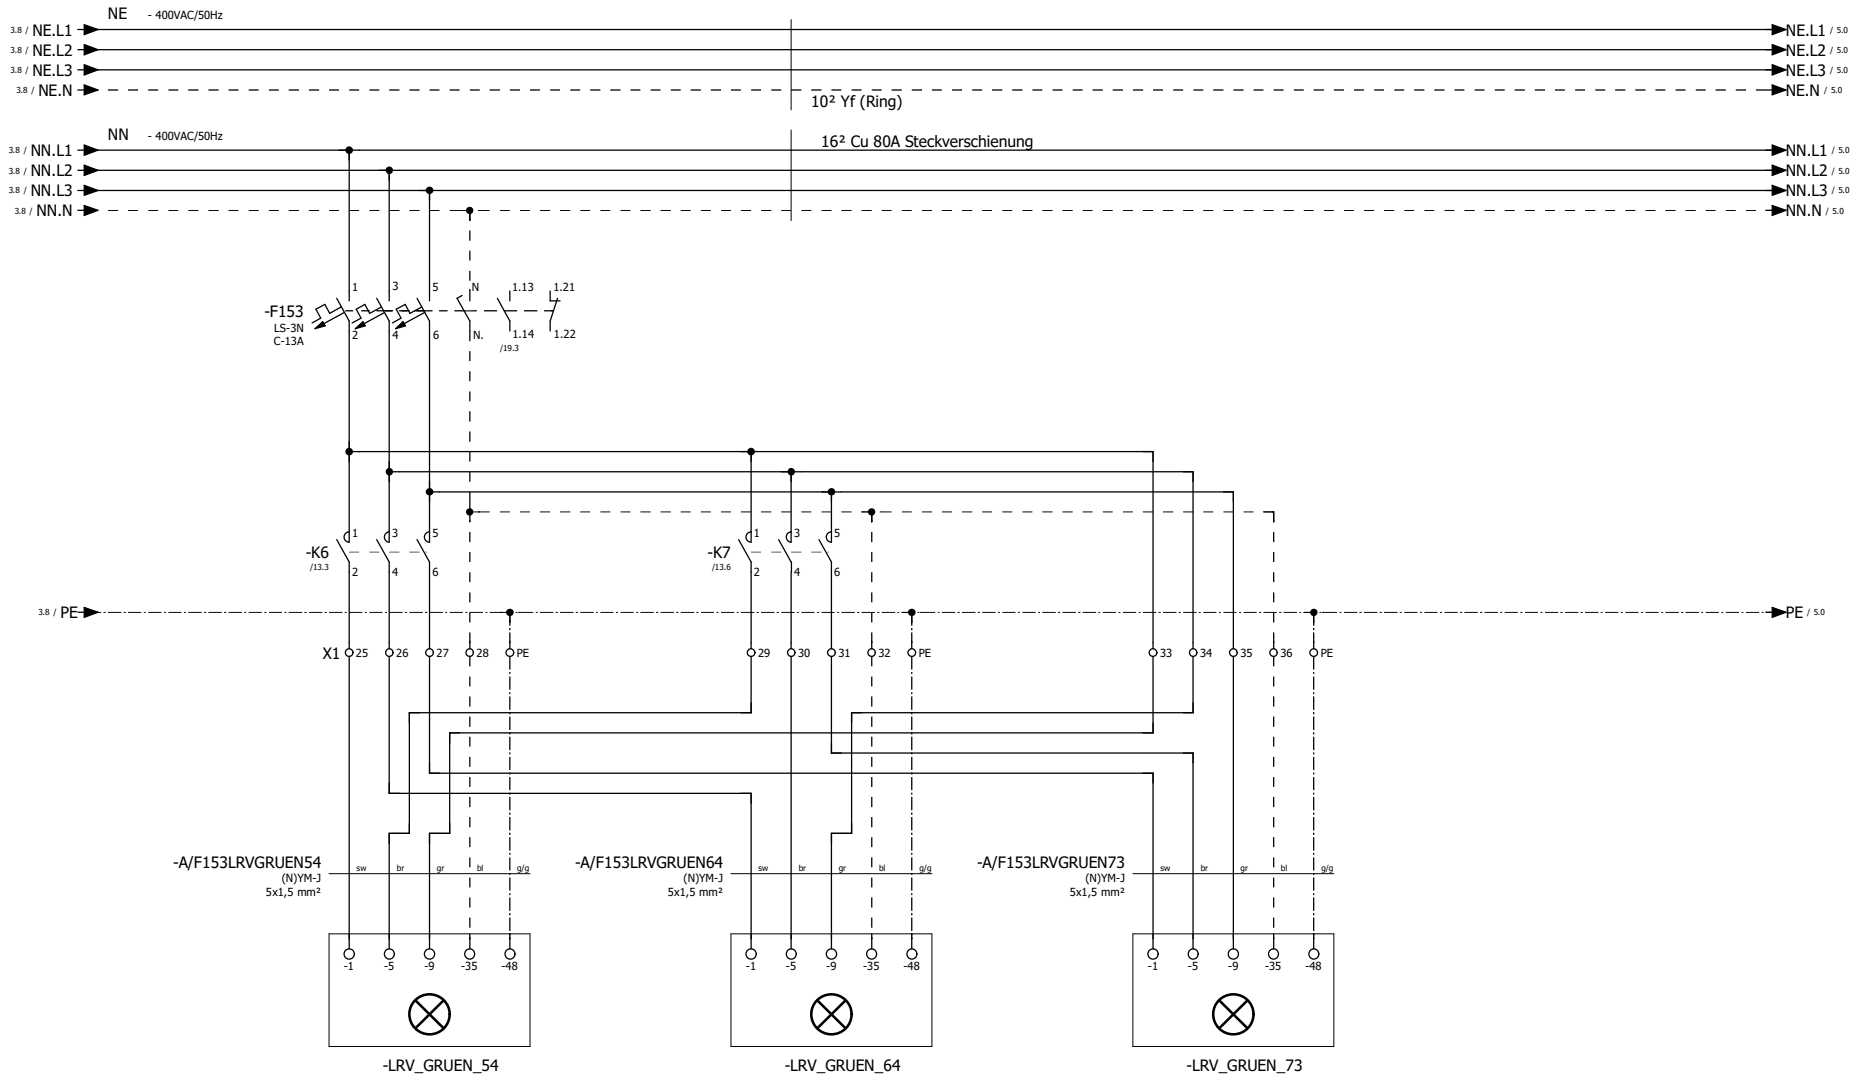 NE - 400VAC/50Hz
3.8 / NE.L1 NE.L1 / 5.0
3.8 / NE.L2 NE.L2 / 5.0
3.8 / NE.L3 NE.L3 / 5.0
3.8 / NE.N NE.N / 5.0
10² Yf (Ring)
NN - 400VAC/50Hz
16² Cu 80A Steckverschienung
3.8 / NN.L1 NN.L1 / 5.0
3.8 / NN.L2 NN.L2 / 5.0
3.8 / NN.L3 NN.L3 / 5.0
3.8 / NN.N NN.N / 5.0
1 3 5 N 1.13 1.21
-F153
LS-3N
C-13A
2 4 6 N. 1.14 1.22
/19.3
1 3 5 1 3 5
-K6 -K7
/13.3 /13.6
2 4 6 2 4 6
3.8 / PE PE / 5.0
X1 25 26 27 28 PE 29 30 31 32 PE 33 34 35 36 PE
-A/F153LRVGRUEN54 -A/F153LRVGRUEN64 -A/F153LRVGRUEN73
sw br gr bl g/g sw br gr bl g/g sw br gr bl g/g
(N)YM-J (N)YM-J (N)YM-J
5x1,5 mm² 5x1,5 mm² 5x1,5 mm²
-1 -5 -9 -35 -48 -1 -5 -9 -35 -48 -1 -5 -9 -35 -48
-LRV_GRUEN_54 -LRV_GRUEN_64 -LRV_GRUEN_73